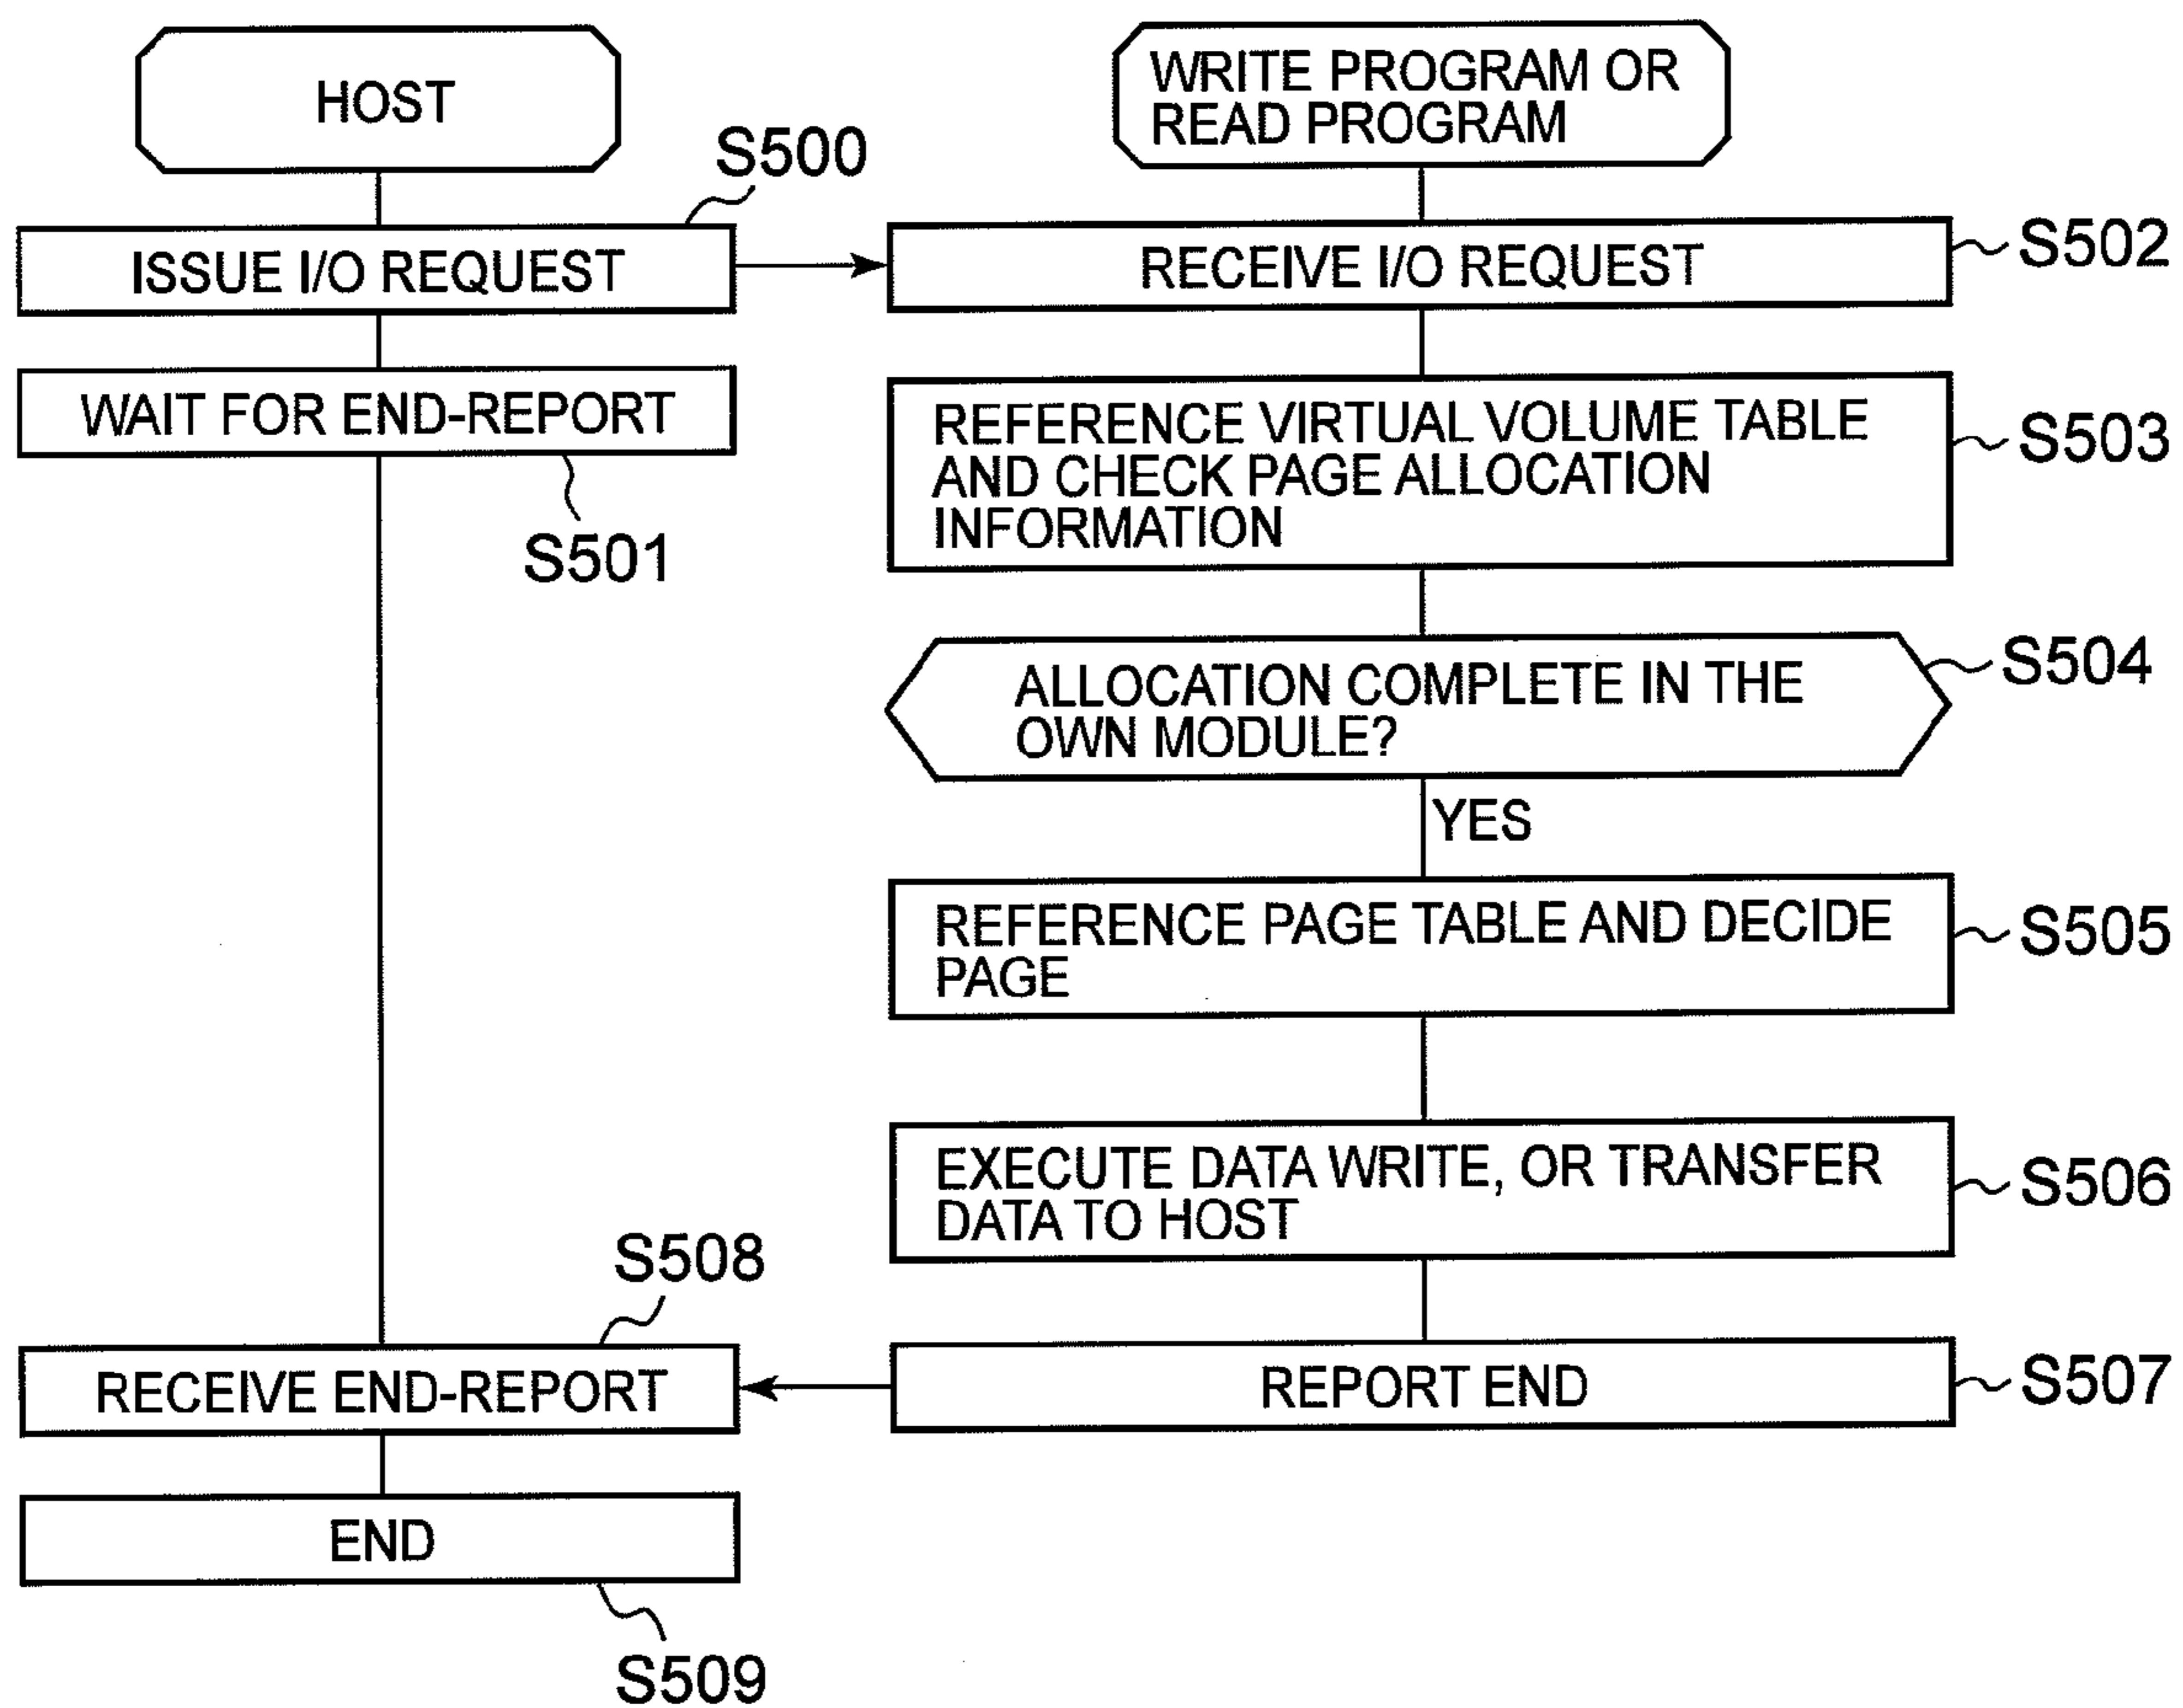 HOST
S500
ISSUE I/O REQUEST
WAIT FOR END-REPORT
S501
S508
RECEIVE END-REPORT
END
S509
WRITE PROGRAM OR
READ PROGRAM
RECEIVE I/O REQUEST
S502
REFERENCE VIRTUAL VOLUME TABLE
AND CHECK PAGE ALLOCATION
INFORMATION
S503
ALLOCATION COMPLETE IN THE
OWN MODULE?
S504
YES
REFERENCE PAGE TABLE AND DECIDE
PAGE
S505
EXECUTE DATA WRITE, OR TRANSFER
DATA TO HOST
S506
REPORT END
S507